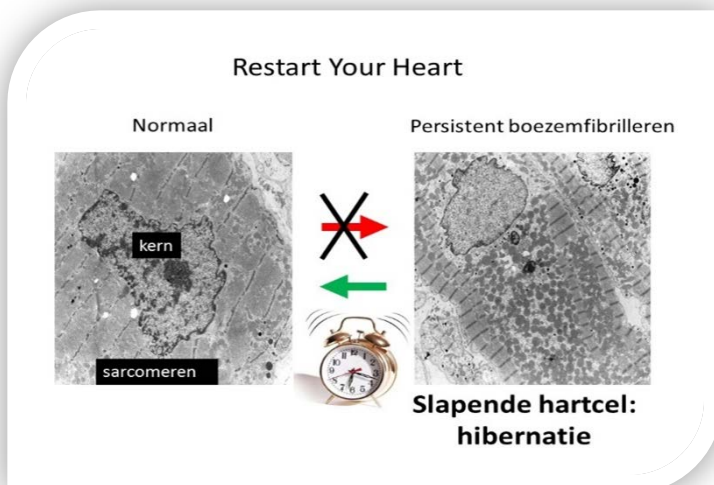 Restart Your Heart
Normaal
Persistent boezemfibrilleren
kern
sarcomeren
Slapende hartcel:
hibernatie